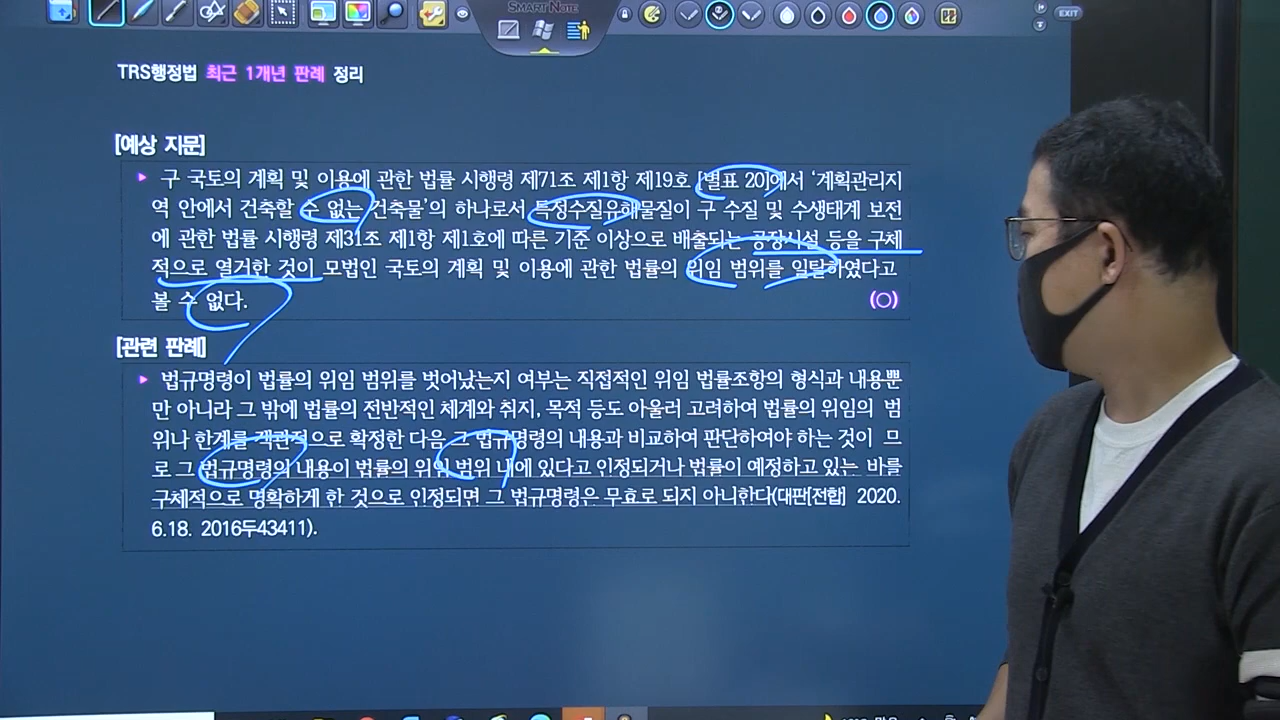 SMART NOTE
EXIT
TRS행정법 최근 1개년 판례 정리
[예상 지문]
▶ 구 국토의 계획 및 이용에 관한 법률 시행령 제71조 제1항 제19호 [별표 20]에서 ‘계획관리지
역 안에서 건축할 수 없는 건축물’의 하나로서 특정수질유해물질이 구 수질 및 수생태계 보전
에 관한 법률 시행령 제31조 제1항 제1호에 따른 기준 이상으로 배출되는 공장시설 등을 구체
적으로 열거한 것이 모법인 국토의 계획 및 이용에 관한 법률의 위임 범위를 일탈하였다고
볼 수 없다. (○)
[관련 판례]
▶ 법규명령이 법률의 위임 범위를 벗어났는지 여부는 직접적인 위임 법률조항의 형식과 내용뿐
만 아니라 그 밖에 법률의 전반적인 체계와 취지, 목적 등도 아울러 고려하여 법률의 위임의 범
위나 한계를 객관적으로 확정한 다음 그 법규명령의 내용과 비교하여 판단하여야 하는 것이 므
로 그 법규명령의 내용이 법률의 위임 범위 내에 있다고 인정되거나 법률이 예정하고 있는 바를
구체적으로 명확하게 한 것으로 인정되면 그 법규명령은 무효로 되지 아니한다(대판[전합] 2020.
6.18. 2016두43411).